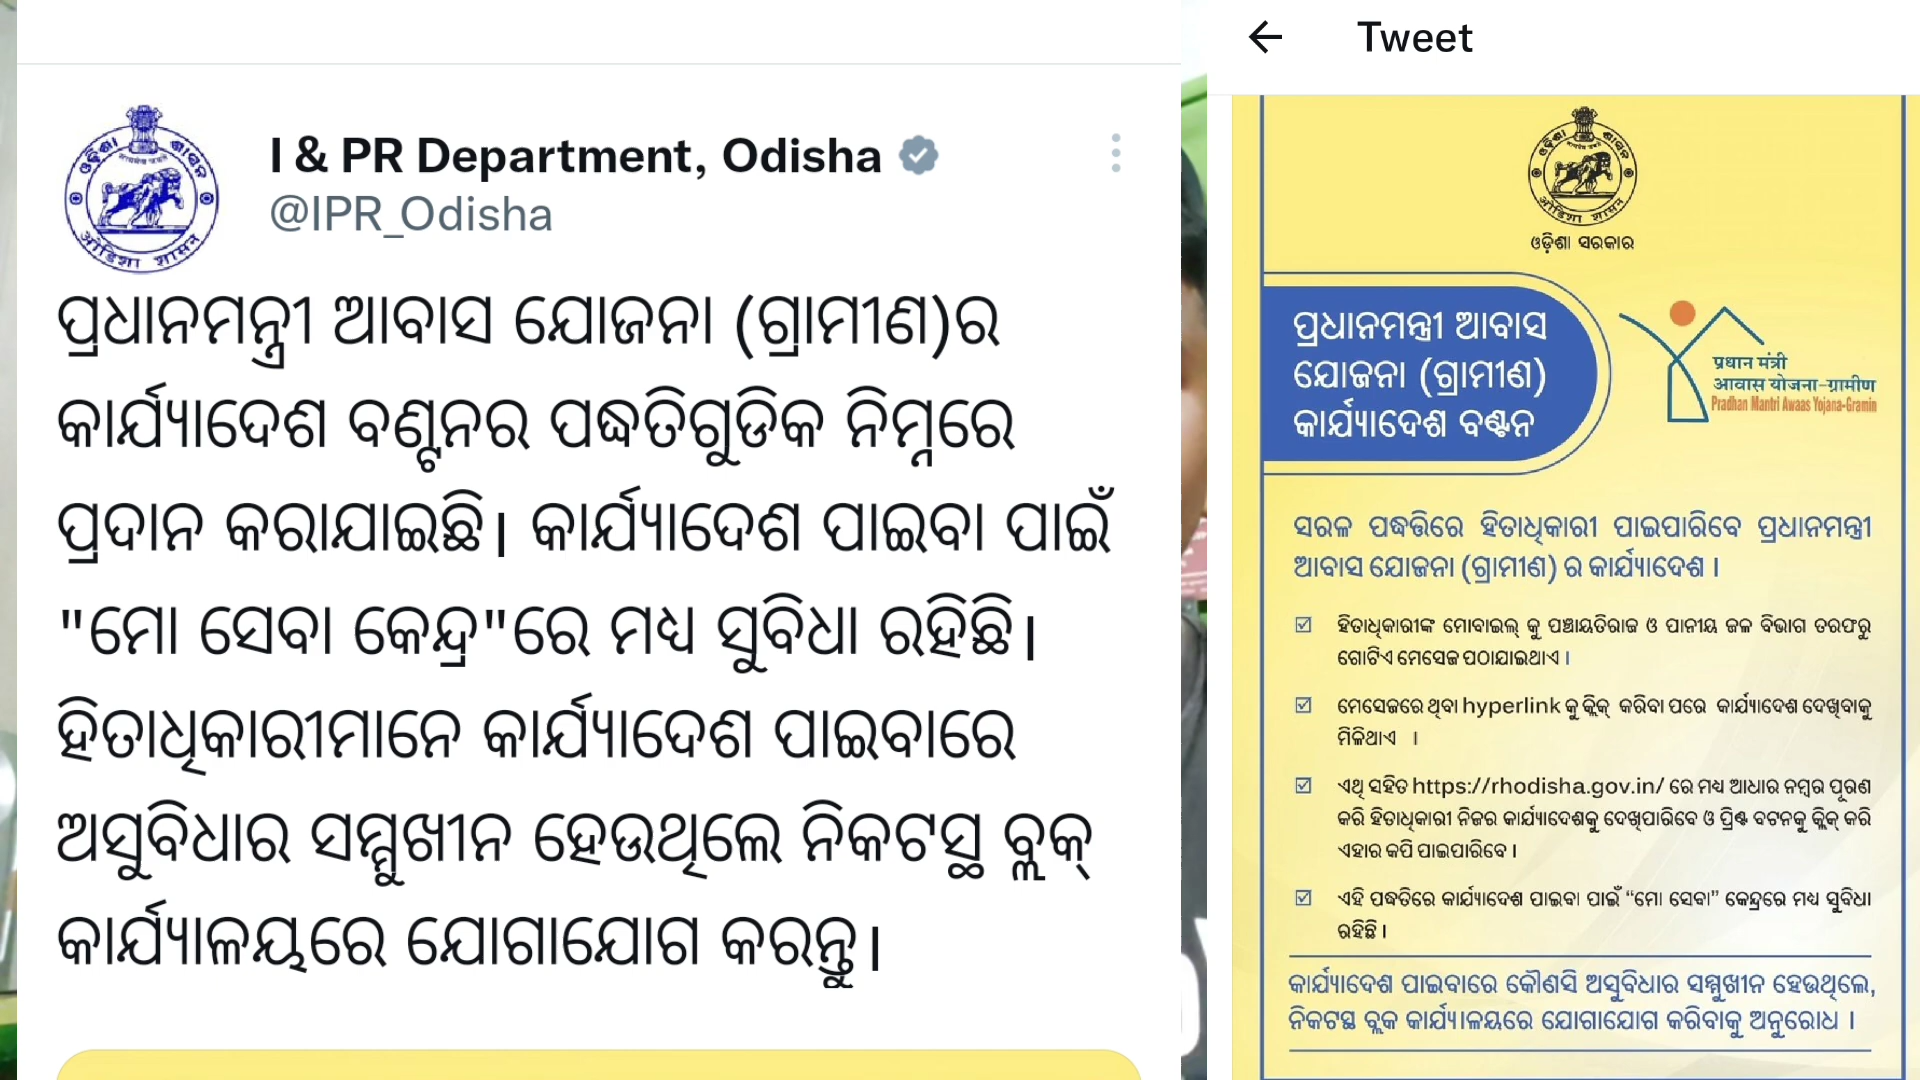 I & PR Department, Odisha
@IPR_Odisha
ପ୍ରଧାନମନ୍ତ୍ରୀ ଆବାସ ଯୋଜନା (ଗ୍ରାମୀଣ)ର
କାର୍ଯ୍ୟାଦେଶ ବଣ୍ଟନର ପଦ୍ଧତିଗୁଡିକ ନିମ୍ନରେ
ପ୍ରଦାନ କରାଯାଇଛି। କାର୍ଯ୍ୟାଦେଶ ପାଇବା ପାଇଁ
"ମୋ ସେବା କେନ୍ଦ୍ର"ରେ ମଧ୍ୟ ସୁବିଧା ରହିଛି।
ହିତାଧିକାରୀମାନେ କାର୍ଯ୍ୟାଦେଶ ପାଇବାରେ
ଅସୁବିଧାର ସମ୍ମୁଖୀନ ହେଉଥିଲେ ନିକଟସ୍ଥ ବ୍ଲକ୍
କାର୍ଯ୍ୟାଳୟରେ ଯୋଗାଯୋଗ କରନ୍ତୁ।
Tweet
ଓଡ଼ିଶା ଶାସନ
ओडिशा शासन
ଓଡ଼ିଶା ସରକାର
ପ୍ରଧାନମନ୍ତ୍ରୀ ଆବାସ
ଯୋଜନା (ଗ୍ରାମୀଣ)
କାର୍ଯ୍ୟାଦେଶ ବଣ୍ଟନ
प्रधान मंत्री
आवास योजना-ग्रामीण
Pradhan Mantri Awaas Yojana-Gramin
ସରଳ ପଦ୍ଧତ୍ତିରେ ହିତାଧିକାରୀ ପାଇପାରିବେ ପ୍ରଧାନମନ୍ତ୍ରୀ
ଆବାସ ଯୋଜନା (ଗ୍ରାମୀଣ) ର କାର୍ଯ୍ୟାଦେଶ ।
ହିତାଧିକାରୀଙ୍କ ମୋବାଇଲ୍ କୁ ପଞ୍ଚାୟତିରାଜ ଓ ପାନୀୟ ଜଳ ବିଭାଗ ତରଫରୁ
ଗୋଟିଏ ମେସେଜ ପଠାଯାଇଥାଏ ।
ମେସେଜରେ ଥିବା hyperlink କୁ କ୍ଲିକ୍ କରିବା ପରେ କାର୍ଯ୍ୟାଦେଶ ଦେଖିବାକୁ
ମିଳିଥାଏ ।
ଏଥି ସହିତ https://rhodisha.gov.in/ ରେ ମଧ୍ୟ ଆଧାର ନମ୍ବର ପୂରଣ
କରି ହିତାଧିକାରୀ ନିଜର କାର୍ଯ୍ୟାଦେଶକୁ ଦେଖିପାରିବେ ଓ ପ୍ରିଣ୍ଟ ବଟନକୁ କ୍ଲିକ୍ କରି
ଏହାର କପି ପାଇପାରିବେ ।
ଏହି ପଦ୍ଧତିରେ କାର୍ଯ୍ୟାଦେଶ ପାଇବା ପାଇଁ “ମୋ ସେବା” କେନ୍ଦ୍ରରେ ମଧ୍ୟ ସୁବିଧା
ରହିଛି ।
କାର୍ଯ୍ୟାଦେଶ ପାଇବାରେ କୌଣସି ଅସୁବିଧାର ସମ୍ମୁଖୀନ ହେଉଥିଲେ,
ନିକଟସ୍ଥ ବ୍ଲକ କାର୍ଯ୍ୟାଳୟରେ ଯୋଗାଯୋଗ କରିବାକୁ ଅନୁରୋଧ ।